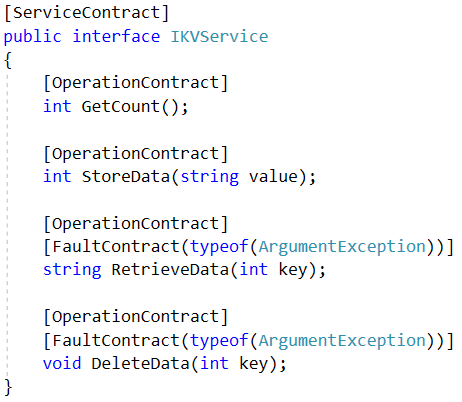 [ServiceContract]
public interface IKVService
{
[OperationContract]
int GetCount();
[OperationContract]
int StoreData(string value);
[OperationContract]
[FaultContract(typeof(ArgumentException))]
string RetrieveData(int key);
[OperationContract]
[FaultContract(typeof(ArgumentException))]
void DeleteData(int key);
}